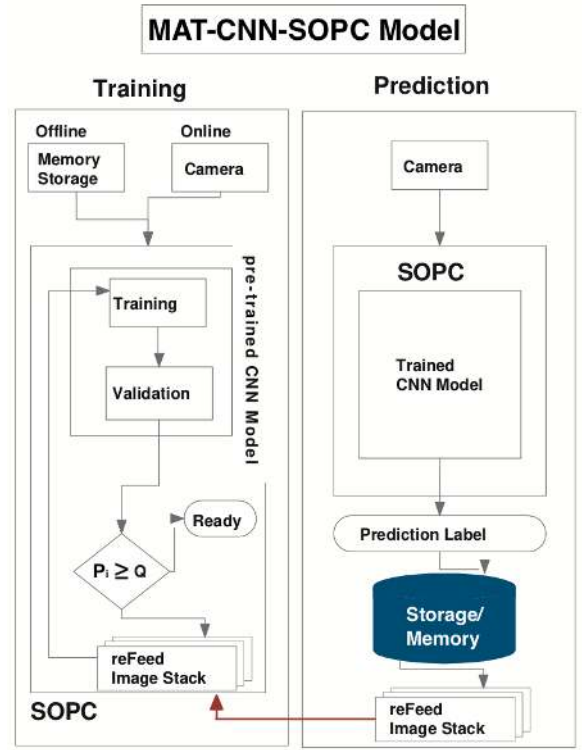 MAT-CNN-SOPC Model
Training
Offline
Online
Memory
Storage
Camera
pre-trained CNN Model
Training
Validation
Ready
Pi ≥ Q
reFeed
Image Stack
SOPC
Prediction
Camera
SOPC
Trained
CNN Model
Prediction Label
Storage/
Memory
reFeed
Image Stack